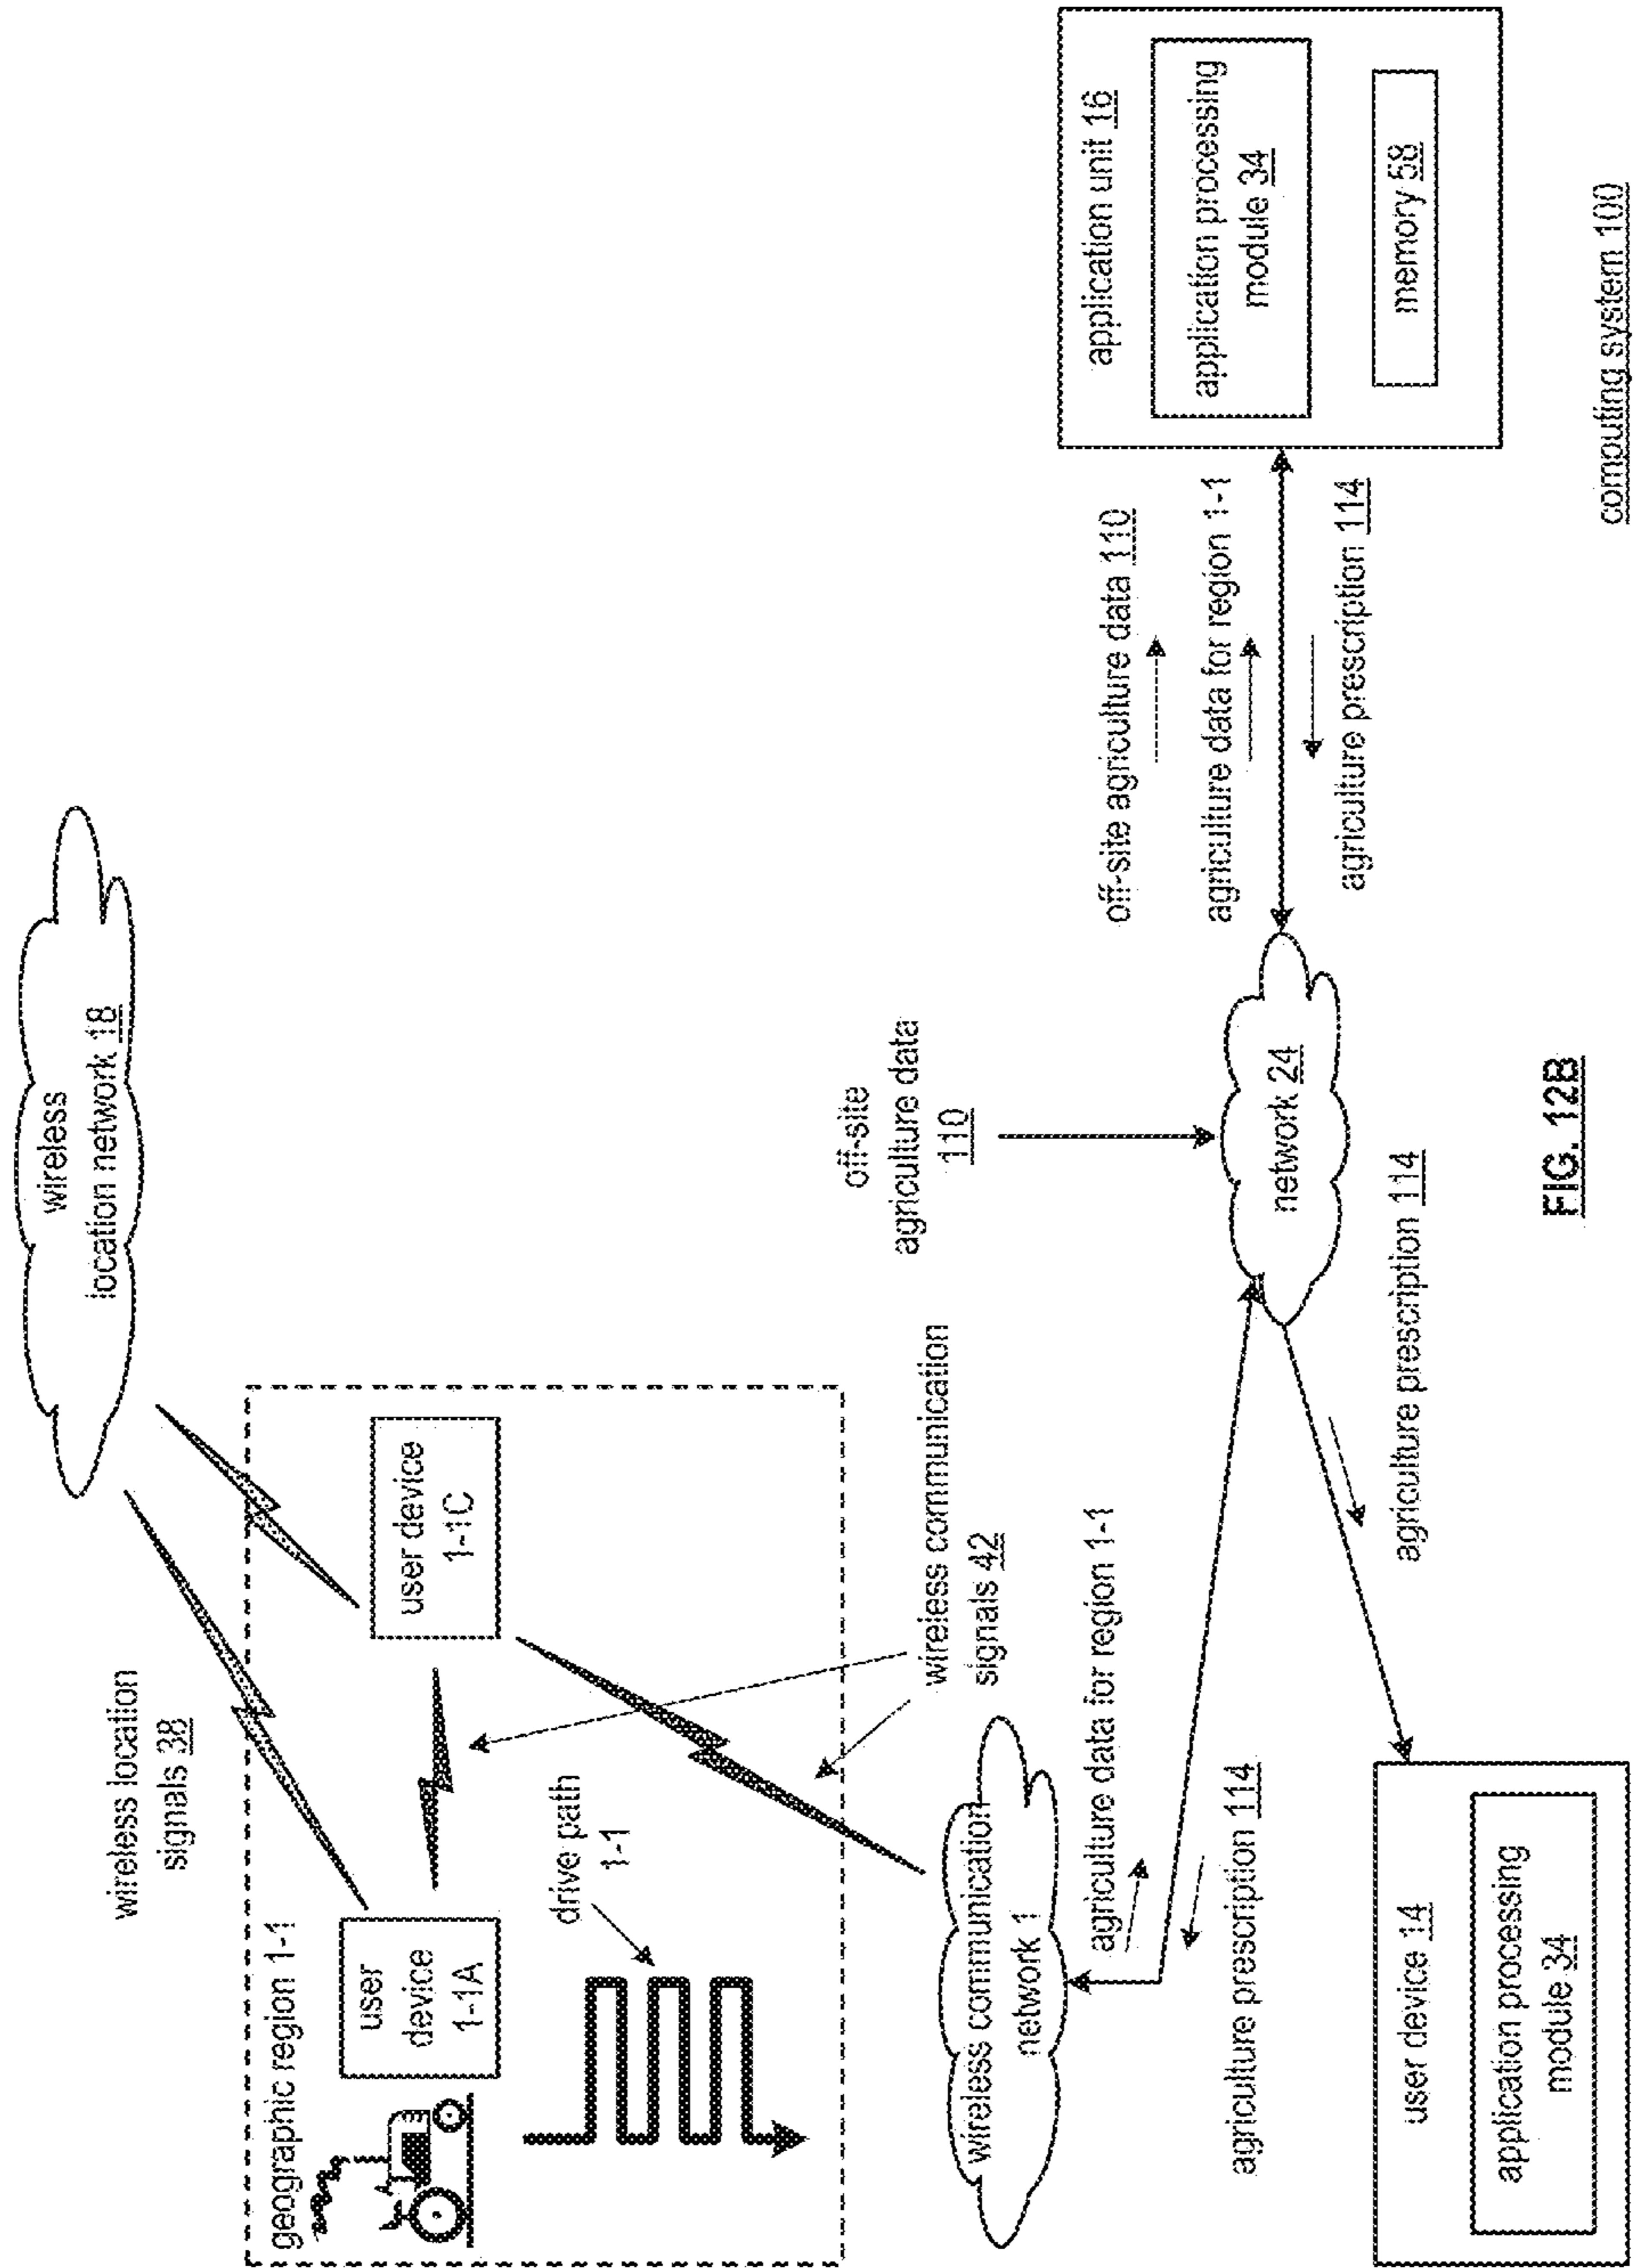 wireless
location network 18
wireless location
signals 38
geographic region 1-1
user
device
1-1A
user device
1-1C
drive path
1-1
wireless communication
signals 42
wireless communication
network 1
agriculture data for region 1-1
agriculture prescription 114
off-site
agriculture data
110
network 24
off-site agriculture data 110
agriculture data for region 1-1
agriculture prescription 114
application unit 16
application processing
module 34
memory 58
agriculture prescription 114
user device 14
application processing
module 34
FIG. 12B
computing system 100